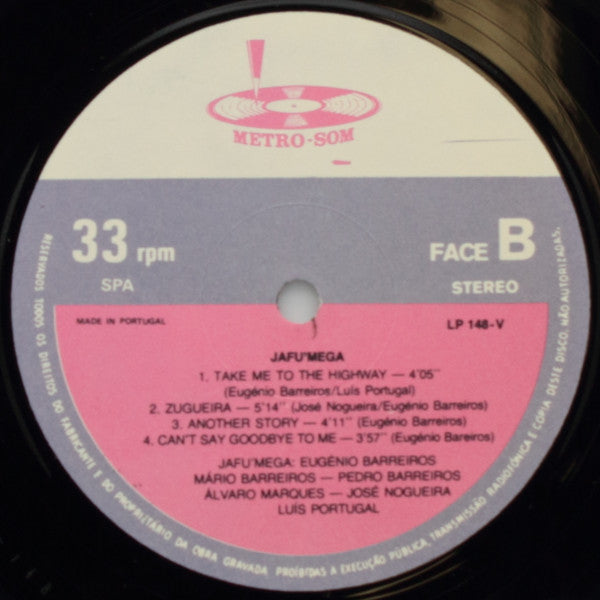 METRO-SOM
33 rpm
FACE B
SPA
STEREO
MADE IN PORTUGAL
LP 148-V
JAFU'MEGA
1. TAKE ME TO THE HIGHWAY — 4'05"
(Eugénio Barreiros/Luís Portugal)
2. ZUGUEIRA — 5'14" (José Nogueira/Eugénio Barreiros)
3. ANOTHER STORY — 4'11" (Eugénio Barreiros)
4. CAN'T SAY GOODBYE TO ME — 3'57" (Eugénio Bareiros)
JAFU'MEGA: EUGÉNIO BARREIROS
MÁRIO BARREIROS — PEDRO BARREIROS
ÁLVARO MARQUES — JOSÉ NOGUEIRA
LUÍS PORTUGAL
RESERVADOS TODOS OS DIREITOS DO FABRICANTE E DO PROPRIETÁRIO DA OBRA GRAVADA PROÍBIDAS A EXECUÇÃO PÚBLICA, TRANSMISSÃO RADIOFÓNICA E CÓPIA DESTE DISCO, NÃO AUTORIZADAS.